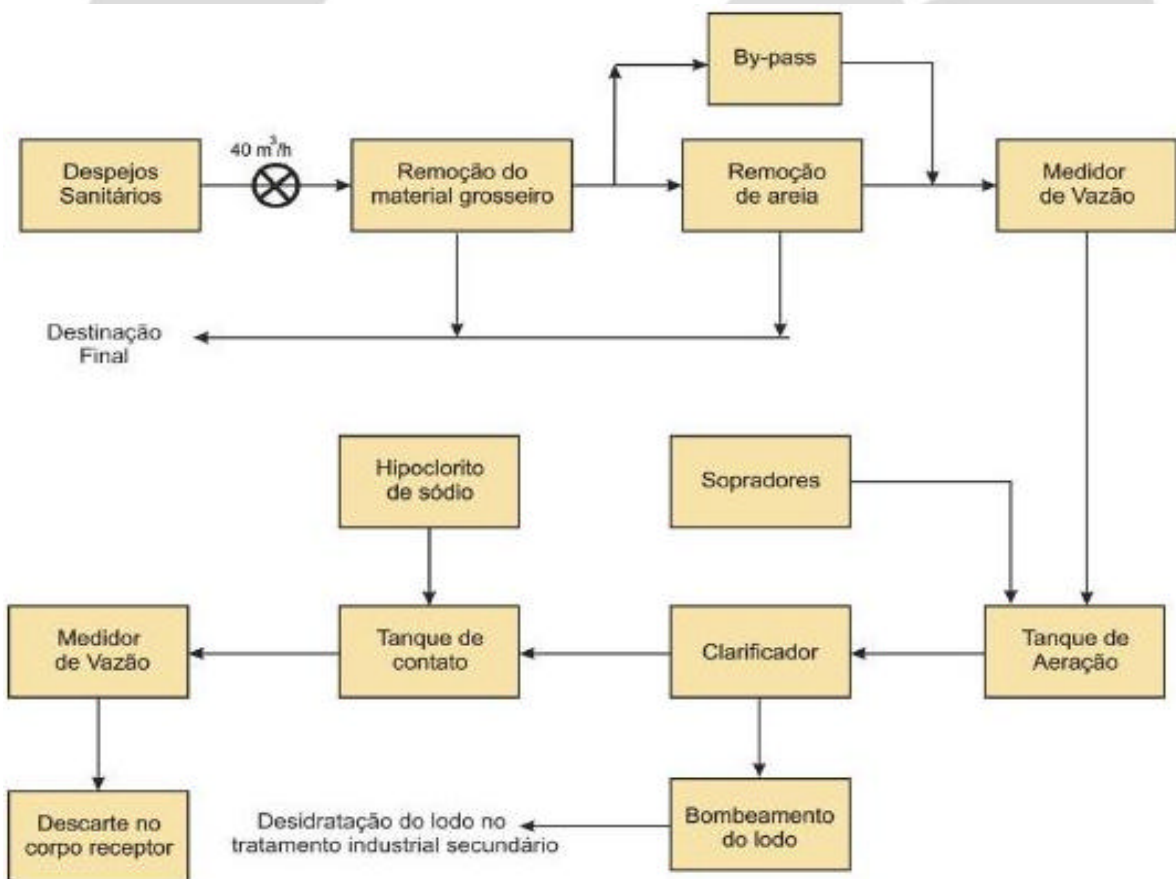 By-pass
40 m³/h
Despejos
Sanitários
Remoção do
material grosseiro
Remoção
de areia
Medidor
de Vazão
Destinação
Final
Hipoclorito
de sódio
Sopradores
Medidor
de Vazão
Tanque de
contato
Clarificador
Tanque de
Aeração
Descarte no
corpo receptor
Desidratação do lodo no
tratamento industrial secundário
Bombeamento
do lodo